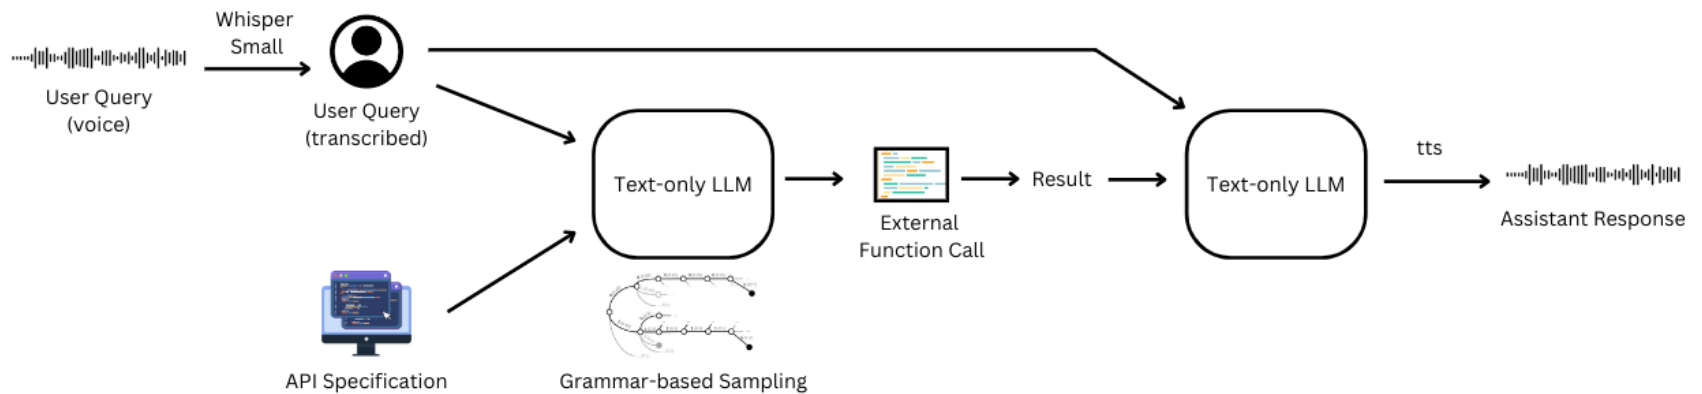 Whisper
Small
User Query
(voice)
User Query
(transcribed)
Text-only LLM
External
Function Call
Result
Text-only LLM
tts
Assistant Response
API Specification
Grammar-based Sampling